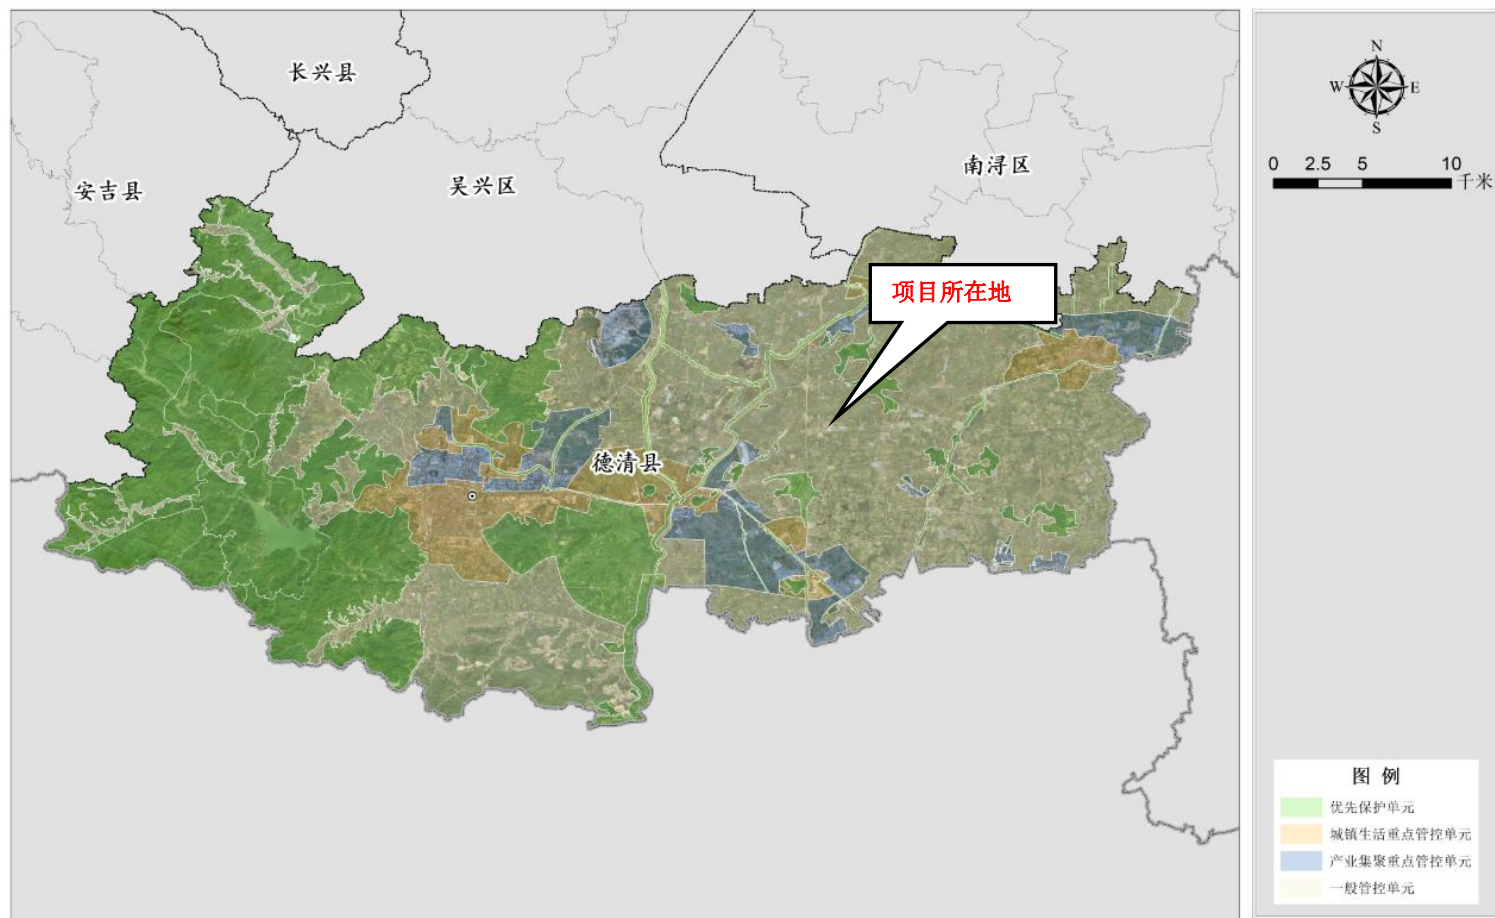 长兴县
安吉县
吴兴区
南浔区
项目所在地
德清县
N
W
E
S
0 2.5 5 10
千米
图 例
优先保护单元
城镇生活重点管控单元
产业集聚重点管控单元
一般管控单元